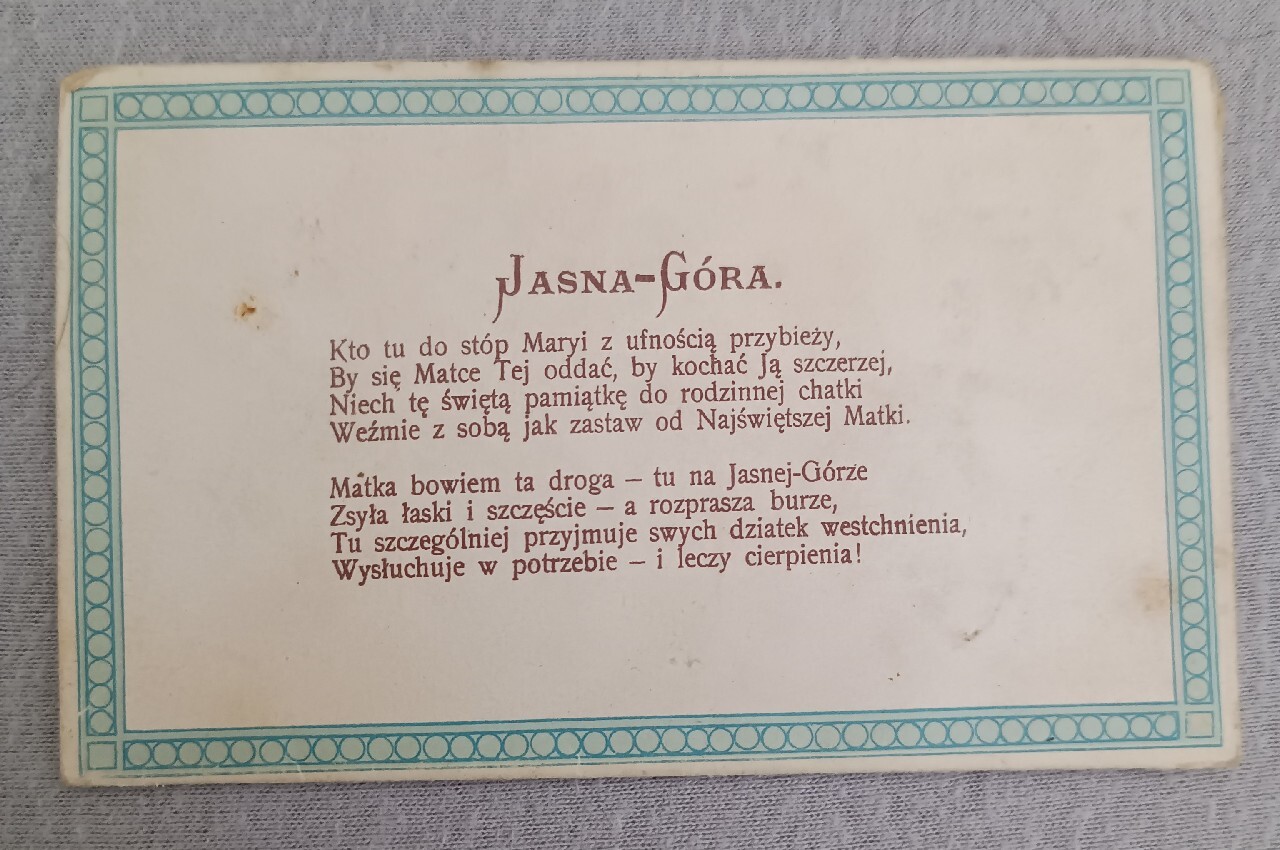 JASNA-GÓRA.
Kto tu do stóp Maryi z ufnością przybieży,
By się Matce Tej oddać, by kochać Ją szczerzej,
Niech tę świętą pamiątkę do rodzinnej chatki
Weźmie z sobą jak zastaw od Najświętszej Matki.
Matka bowiem ta droga – tu na Jasnej-Górze
Zsyła łaski i szczęście – a rozprasza burze,
Tu szczególniej przyjmuje swych dziatek westchnienia,
Wysłuchuje w potrzebie – i leczy cierpienia!